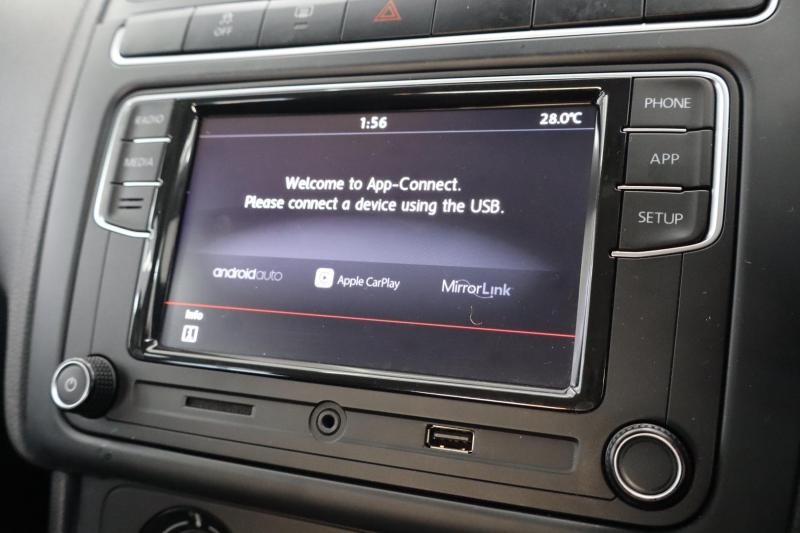 OFF
RADIO
MEDIA
1:56
28.0°C
Welcome to App-Connect.
Please connect a device using the USB.
androidauto
Apple CarPlay
MirrorLink
Info
PHONE
APP
SETUP